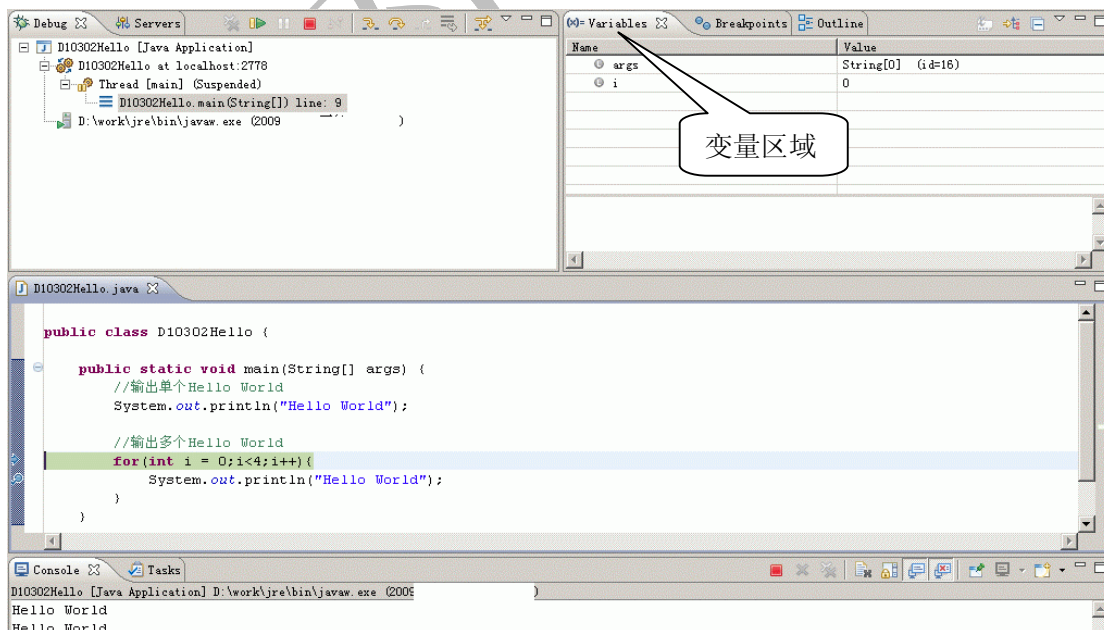 Debug Servers
D10302Hello [Java Application]
D10302Hello at localhost:2778
Thread [main] (Suspended)
D10302Hello.main(String[]) line: 9
D:\work\jre\bin\javaw.exe (2009 )
(x)= Variables Breakpoints Outline
Name Value
args String[0] (id=16)
i 0
变量区域
D10302Hello.java
public class D10302Hello {
public static void main(String[] args) {
//输出单个Hello World
System.out.println("Hello World");
//输出多个Hello World
for(int i = 0;i<4;i++){
System.out.println("Hello World");
}
}
Console Tasks
D10302Hello [Java Application] D:\work\jre\bin\javaw.exe (2009 )
Hello World
Hello World